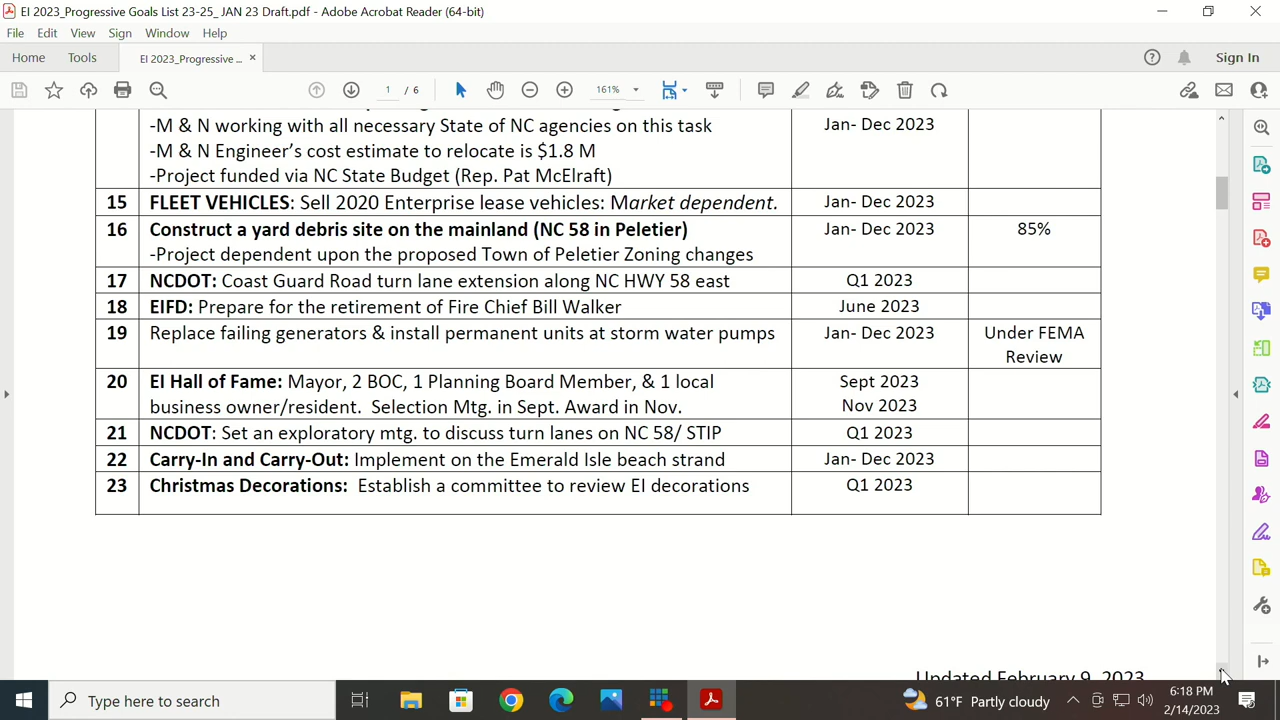 EI 2023_Progressive Goals List 23-25_ JAN 23 Draft.pdf - Adobe Acrobat Reader (64-bit)
File Edit View Sign Window Help
Home Tools EI 2023_Progressive ... × Sign In
1 / 6 161%
-M & N working with all necessary State of NC agencies on this task Jan- Dec 2023
-M & N Engineer's cost estimate to relocate is $1.8 M
-Project funded via NC State Budget (Rep. Pat McElraft)
15 FLEET VEHICLES: Sell 2020 Enterprise lease vehicles: Market dependent. Jan- Dec 2023
16 Construct a yard debris site on the mainland (NC 58 in Peletier) Jan- Dec 2023 85%
-Project dependent upon the proposed Town of Peletier Zoning changes
17 NCDOT: Coast Guard Road turn lane extension along NC HWY 58 east Q1 2023
18 EIFD: Prepare for the retirement of Fire Chief Bill Walker June 2023
19 Replace failing generators & install permanent units at storm water pumps Jan- Dec 2023 Under FEMA
Review
20 EI Hall of Fame: Mayor, 2 BOC, 1 Planning Board Member, & 1 local Sept 2023
business owner/resident. Selection Mtg. in Sept. Award in Nov. Nov 2023
21 NCDOT: Set an exploratory mtg. to discuss turn lanes on NC 58/ STIP Q1 2023
22 Carry-In and Carry-Out: Implement on the Emerald Isle beach strand Jan- Dec 2023
23 Christmas Decorations: Establish a committee to review EI decorations Q1 2023
Updated February 9, 2023
Type here to search 61°F Partly cloudy 6:18 PM
2/14/2023